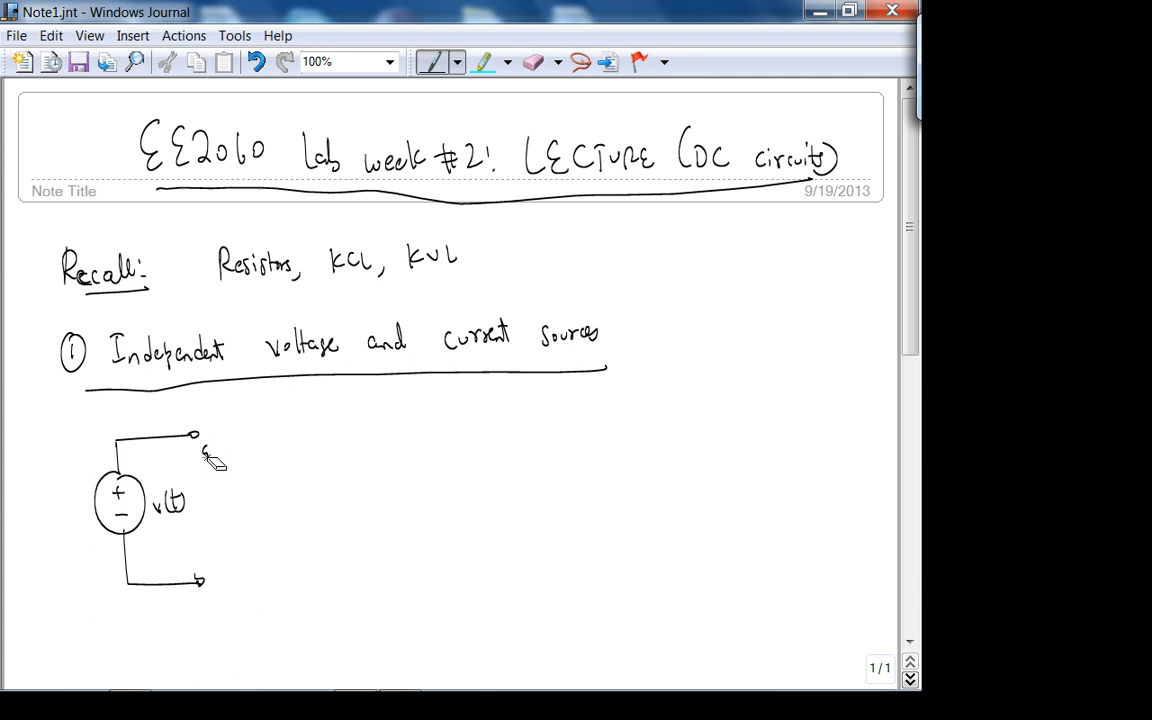 Note1.jnt - Windows Journal
File Edit View Insert Actions Tools Help
100%
EE2060 Lab week #2: LECTURE (DC circuits)
Note Title
9/19/2013
Recall: Resistors, KCL, KVL
① Independent voltage and current sources
+
v(t)
−
1 / 1